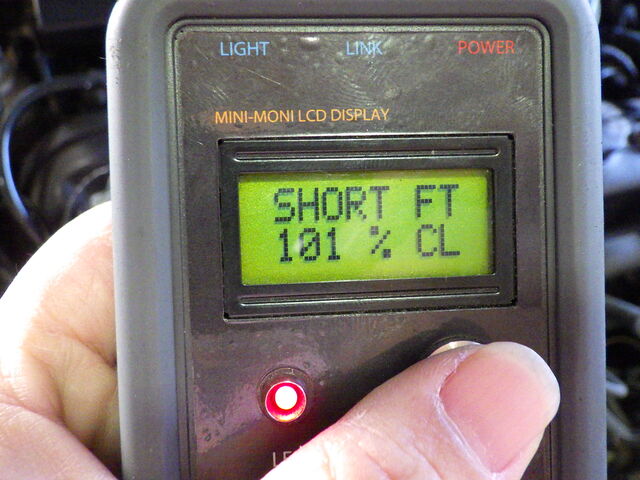 LIGHT LINK POWER
MINI-MONI LCD DISPLAY
SHORT FT
101 % CL